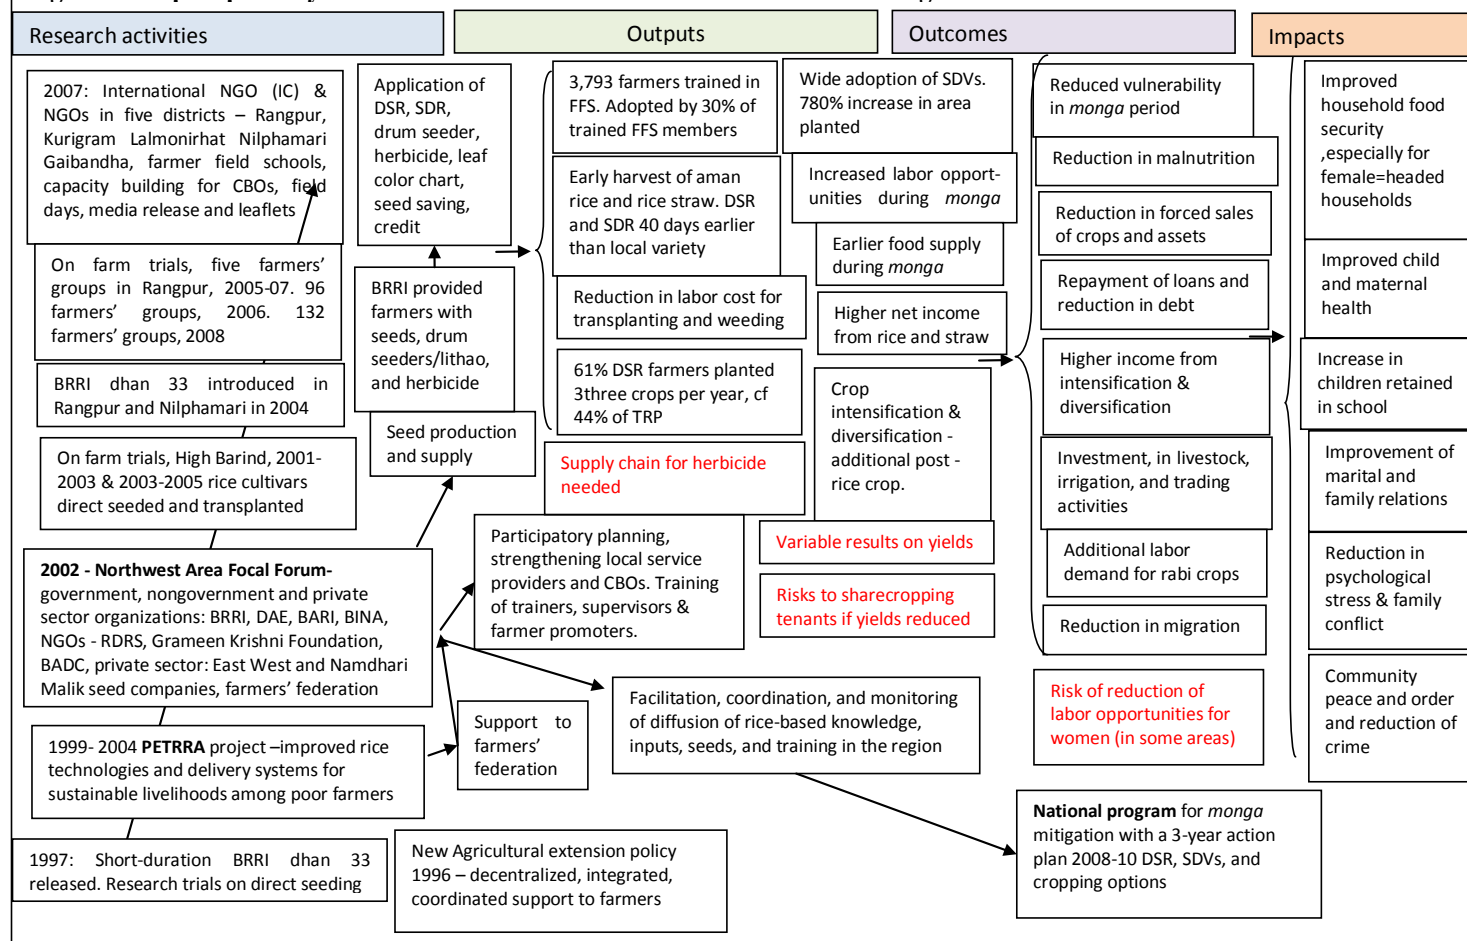 Research activities
Outputs
Outcomes
Impacts
2007: International NGO (IC) &
NGOs in five districts – Rangpur,
Kurigram Lalmonirhat Nilphamari
Gaibandha, farmer field schools,
capacity building for CBOs, field
days, media release and leaflets
On farm trials, five farmers'
groups in Rangpur, 2005-07. 96
farmers' groups, 2006. 132
farmers' groups, 2008
BRRI dhan 33 introduced in
Rangpur and Nilphamari in 2004
On farm trials, High Barind, 2001-
2003 & 2003-2005 rice cultivars
direct seeded and transplanted
2002 - Northwest Area Focal Forum-
government, nongovernment and private
sector organizations: BRRI, DAE, BARI, BINA,
NGOs - RDRS, Grameen Krishni Foundation,
BADC, private sector: East West and Namdhari
Malik seed companies, farmers' federation
1999- 2004 PETRRA project –improved rice
technologies and delivery systems for
sustainable livelihoods among poor farmers
1997: Short-duration BRRI dhan 33
released. Research trials on direct seeding
Application of
DSR, SDR,
drum seeder,
herbicide, leaf
color chart,
seed saving,
credit
BRRI provided
farmers with
seeds, drum
seeders/lithao,
and herbicide
Seed production
and supply
Support to
farmers'
federation
New Agricultural extension policy
1996 – decentralized, integrated,
coordinated support to farmers
3,793 farmers trained in
FFS. Adopted by 30% of
trained FFS members
Early harvest of aman
rice and rice straw. DSR
and SDR 40 days earlier
than local variety
Reduction in labor cost for
transplanting and weeding
61% DSR farmers planted
3three crops per year, cf
44% of TRP
Supply chain for herbicide
needed
Participatory planning,
strengthening local service
providers and CBOs. Training
of trainers, supervisors &
farmer promoters.
Facilitation, coordination, and monitoring
of diffusion of rice-based knowledge,
inputs, seeds, and training in the region
Wide adoption of SDVs.
780% increase in area
planted
Increased labor opport-
unities during monga
Earlier food supply
during monga
Higher net income
from rice and straw
Crop
intensification &
diversification -
additional post -
rice crop.
Variable results on yields
Risks to sharecropping
tenants if yields reduced
Reduced vulnerability
in monga period
Reduction in malnutrition
Reduction in forced sales
of crops and assets
Repayment of loans and
reduction in debt
Higher income from
intensification &
diversification
Investment, in livestock,
irrigation, and trading
activities
Additional labor
demand for rabi crops
Reduction in migration
Risk of reduction of
labor opportunities for
women (in some areas)
National program for monga
mitigation with a 3-year action
plan 2008-10 DSR, SDVs, and
cropping options
Improved
household food
security
,especially for
female=headed
households
Improved child
and maternal
health
Increase in
children retained
in school
Improvement of
marital and
family relations
Reduction in
psychological
stress & family
conflict
Community
peace and order
and reduction of
crime